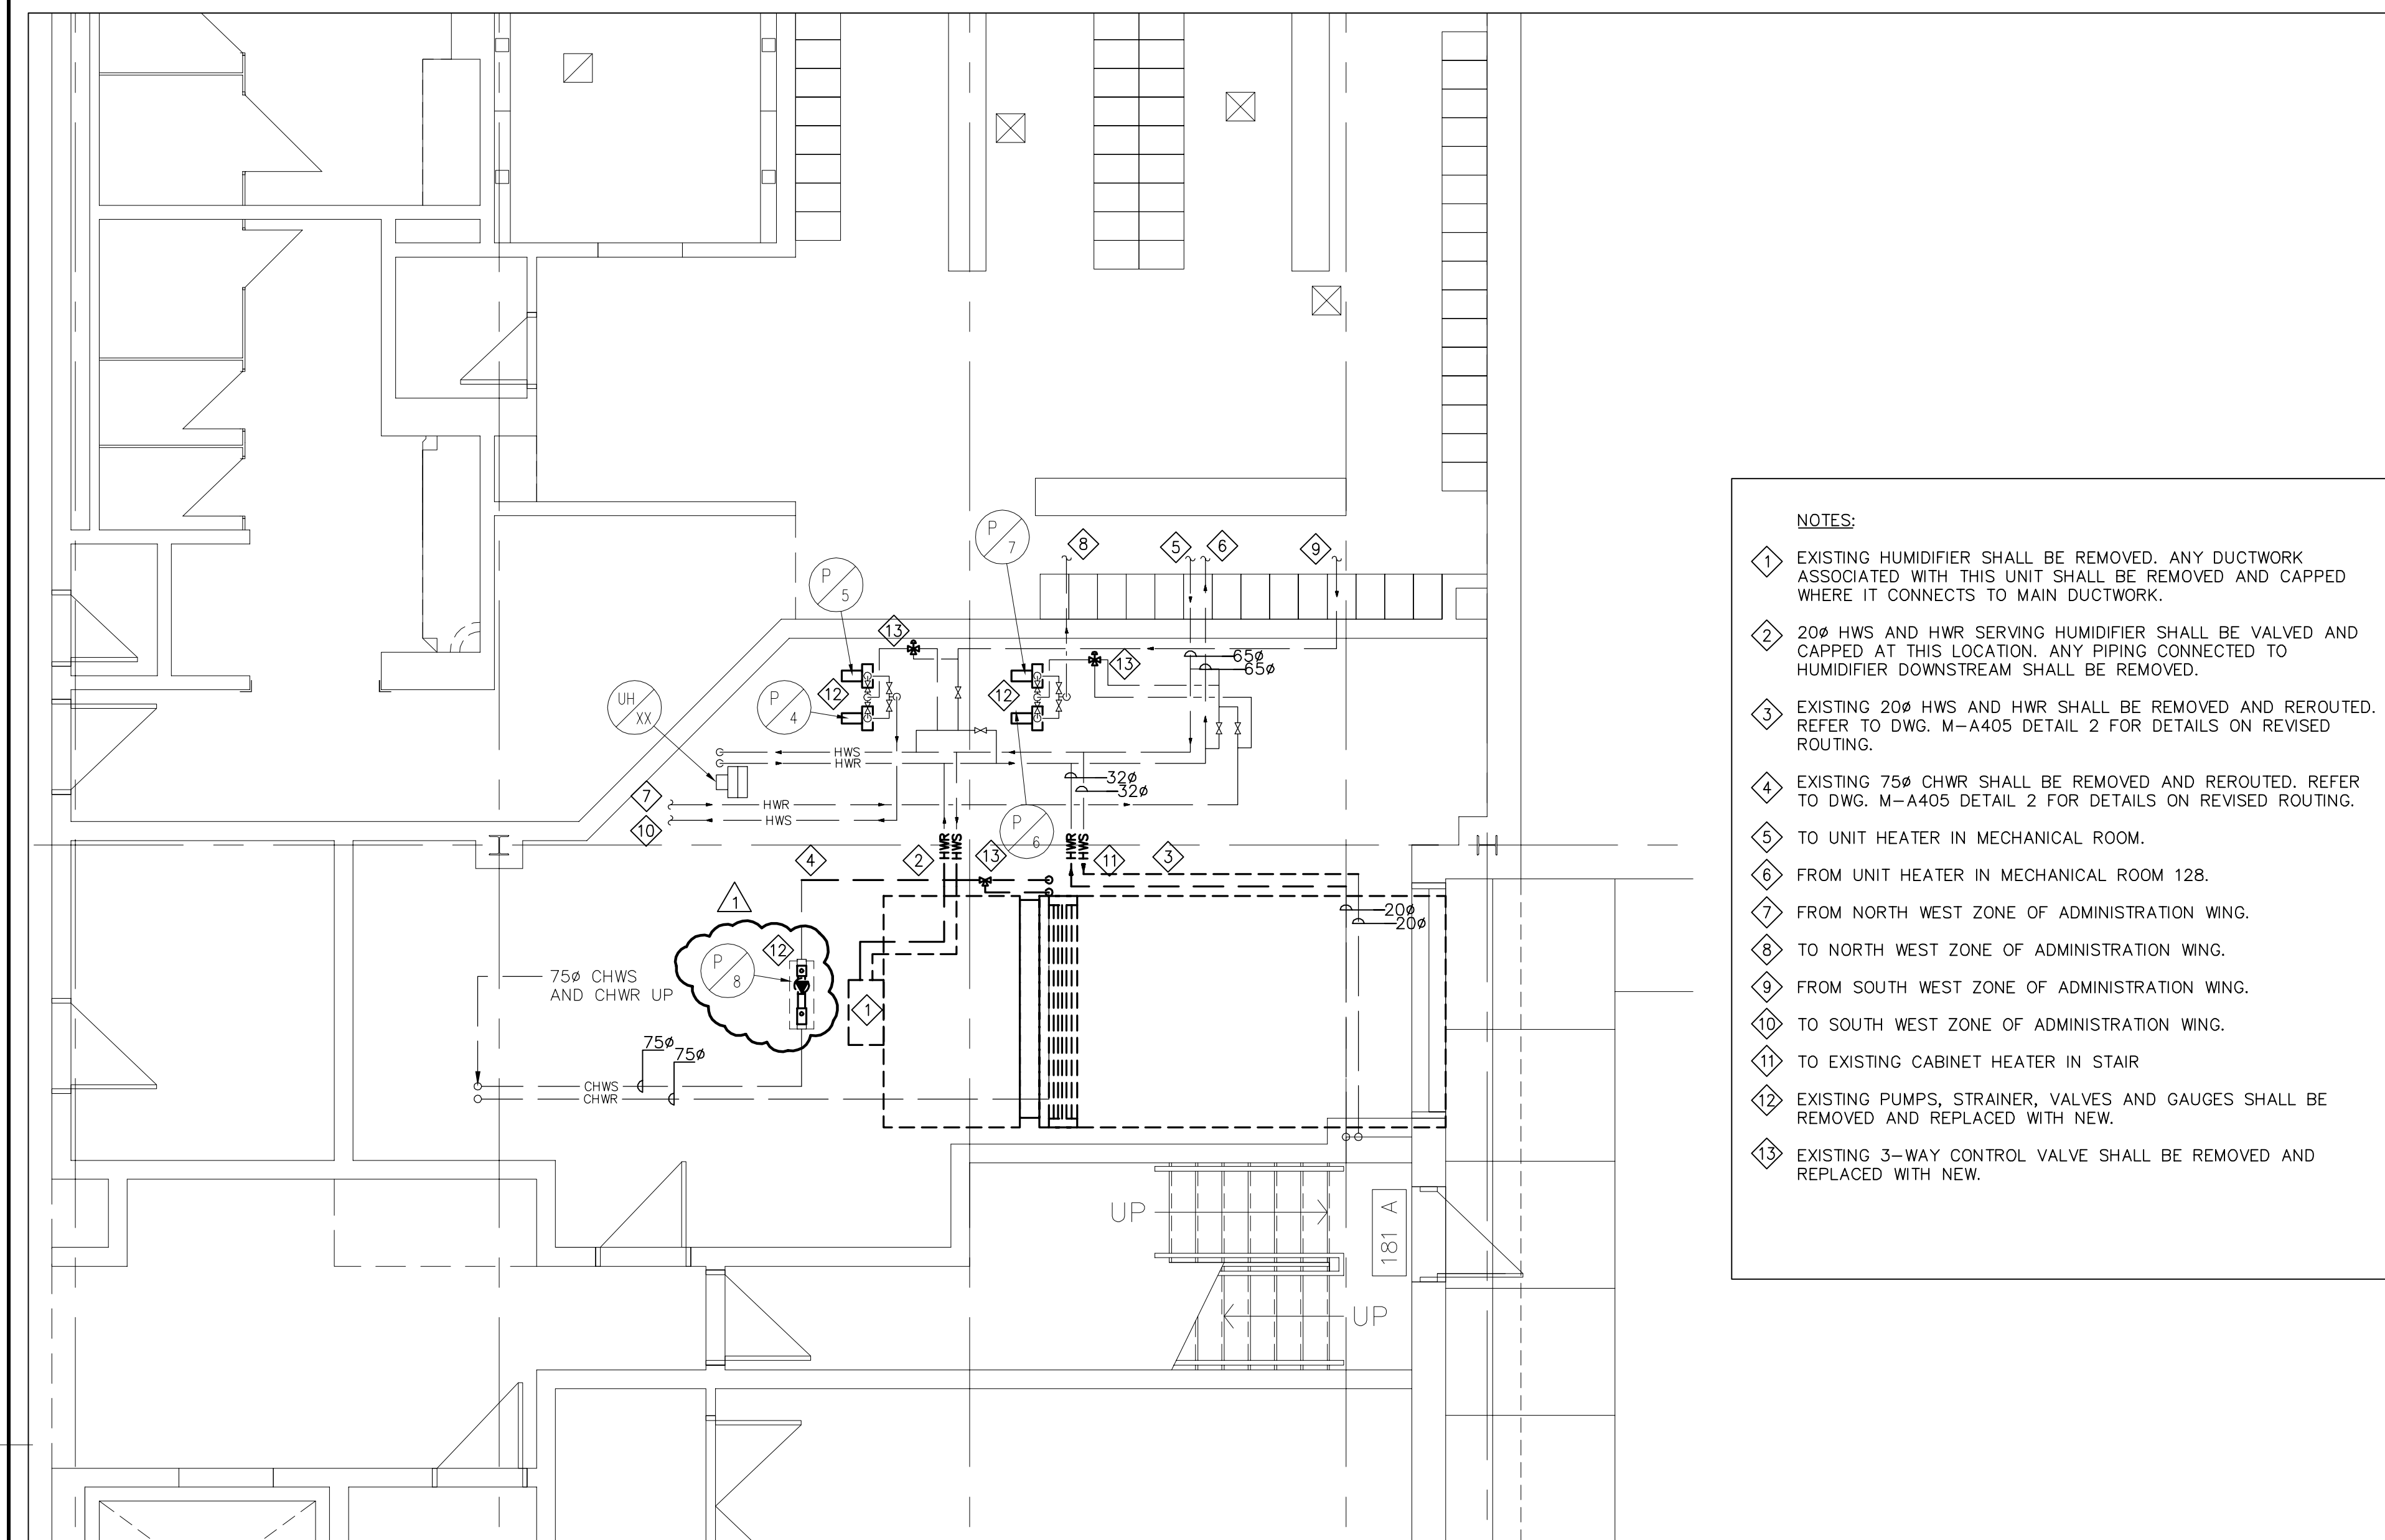 P
7
8
5
6
9
P
5
13
65ø
65ø
13
12
12
UH
XX
P
4
HWS
HWR
32ø
32ø
7
HWR
HWS
10
P
6
HWR
HWS
HWR
HWS
4
2
13
11
3
1
20ø
20ø
12
P
8
75ø CHWS
AND CHWR UP
1
75ø
75ø
CHWS
CHWR
UP
181 A
UP
NOTES:
1 EXISTING HUMIDIFIER SHALL BE REMOVED. ANY DUCTWORK
ASSOCIATED WITH THIS UNIT SHALL BE REMOVED AND CAPPED
WHERE IT CONNECTS TO MAIN DUCTWORK.
2 20ø HWS AND HWR SERVING HUMIDIFIER SHALL BE VALVED AND
CAPPED AT THIS LOCATION. ANY PIPING CONNECTED TO
HUMIDIFIER DOWNSTREAM SHALL BE REMOVED.
3 EXISTING 20ø HWS AND HWR SHALL BE REMOVED AND REROUTED.
REFER TO DWG. M-A405 DETAIL 2 FOR DETAILS ON REVISED
ROUTING.
4 EXISTING 75ø CHWR SHALL BE REMOVED AND REROUTED. REFER
TO DWG. M-A405 DETAIL 2 FOR DETAILS ON REVISED ROUTING.
5 TO UNIT HEATER IN MECHANICAL ROOM.
6 FROM UNIT HEATER IN MECHANICAL ROOM 128.
7 FROM NORTH WEST ZONE OF ADMINISTRATION WING.
8 TO NORTH WEST ZONE OF ADMINISTRATION WING.
9 FROM SOUTH WEST ZONE OF ADMINISTRATION WING.
10 TO SOUTH WEST ZONE OF ADMINISTRATION WING.
11 TO EXISTING CABINET HEATER IN STAIR
12 EXISTING PUMPS, STRAINER, VALVES AND GAUGES SHALL BE
REMOVED AND REPLACED WITH NEW.
13 EXISTING 3-WAY CONTROL VALVE SHALL BE REMOVED AND
REPLACED WITH NEW.